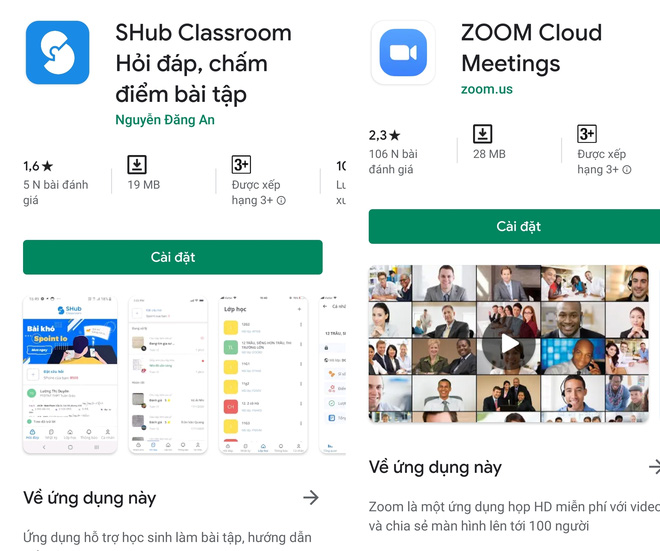 SHub Classroom
Hỏi đáp, chấm
điểm bài tập
Nguyễn Đăng An
1,6★
5 N bài đánh
giá
19 MB
3+
Được xếp
hạng 3+
10
Lu
xu
Cài đặt
SHub
Bài khó
5point lo
Lớp học
Về ứng dụng này
Ứng dụng hỗ trợ học sinh làm bài tập, hướng dẫn
ZOOM Cloud
Meetings
zoom.us
2,3★
106 N bài
đánh giá
28 MB
3+
Được xếp
hạng 3+
Cài đặt
Về ứng dụng này
Zoom là một ứng dụng họp HD miễn phí với video
và chia sẻ màn hình lên tới 100 người